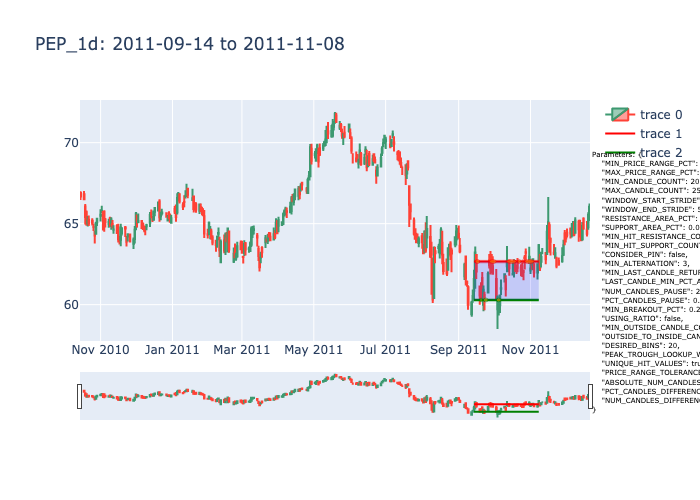 PEP_1d: 2011-09-14 to 2011-11-08
70
65
60
Nov 2010
Jan 2011
Mar 2011
May 2011
Jul 2011
Sep 2011
Nov 2011
trace 0
trace 1
trace 2
Parameters: {
"MIN_PRICE_RANGE_PCT":
"MAX_PRICE_RANGE_PCT":
"MIN_CANDLE_COUNT": 20
"MAX_CANDLE_COUNT": 25
"WINDOW_START_STRIDE"
"WINDOW_END_STRIDE": 5
"RESISTANCE_AREA_PCT":
"SUPPORT_AREA_PCT": 0.0
"MIN_HIT_RESISTANCE_CO
"MIN_HIT_SUPPORT_COUNT
"CONSIDER_PIN": false,
"MIN_ALTERNATION": 3,
"MIN_LAST_CANDLE_RETUR
"LAST_CANDLE_MIN_PCT_A
"NUM_CANDLES_PAUSE": 2
"PCT_CANDLES_PAUSE": 0.
"MIN_BREAKOUT_PCT": 0.2
"USING_RATIO": false,
"MIN_OUTSIDE_CANDLE_CO
"OUTSIDE_TO_INSIDE_CAN
"DESIRED_BINS": 20,
"PEAK_TROUGH_LOOKUP_W
"UNIQUE_HIT_VALUES": tru
"PRICE_RANGE_TOLERANC
"ABSOLUTE_NUM_CANDLES
"PCT_CANDLES_DIFFERENC
"NUM_CANDLES_DIFFEREN
}